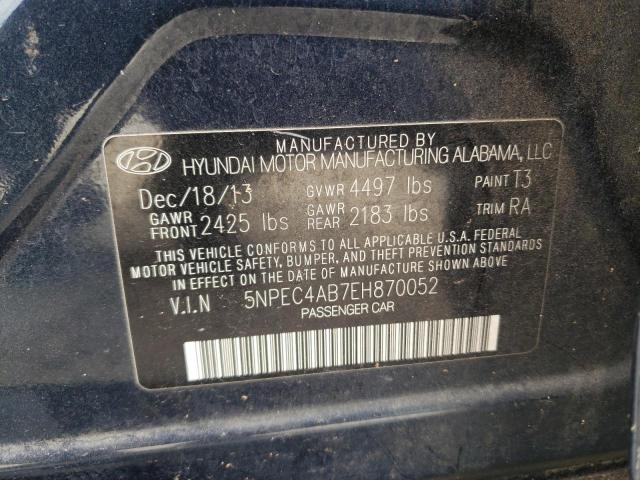 MANUFACTURED BY
HYUNDAI MOTOR MANUFACTURING ALABAMA, LLC
Dec/18/13 GVWR 4497 lbs PAINT T3
GAWR FRONT 2425 lbs GAWR REAR 2183 lbs TRIM RA
THIS VEHICLE CONFORMS TO ALL APPLICABLE U.S.A. FEDERAL
MOTOR VEHICLE SAFETY, BUMPER, AND THEFT PREVENTION STANDARDS
IN EFFECT ON THE DATE OF MANUFACTURE SHOWN ABOVE.
V.I.N 5NPEC4AB7EH870052
PASSENGER CAR